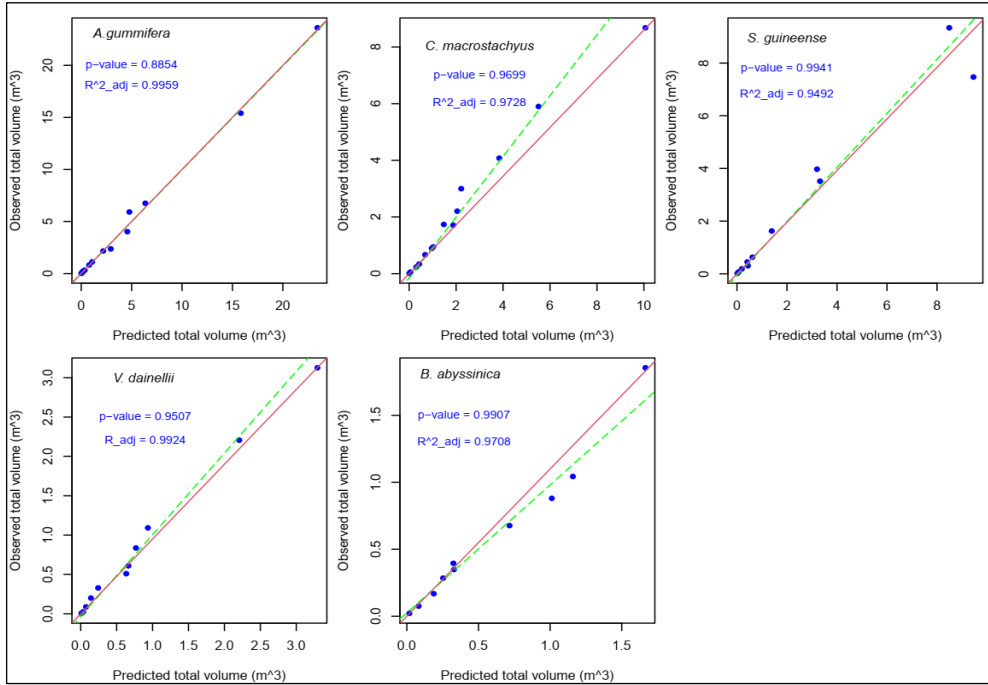 A.gummifera
p-value = 0.8854
R^2_adj = 0.9959
Observed total volume (m^3)
0 5 10 15 20
0 5 10 15 20
Predicted total volume (m^3)
C. macrostachyus
p-value = 0.9699
R^2_adj = 0.9728
Observed total volume (m^3)
0 2 4 6 8
0 2 4 6 8 10
Predicted total volume (m^3)
S. guineense
p-value = 0.9941
R^2_adj = 0.9492
Observed total volume (m^3)
0 2 4 6 8
0 2 4 6 8
Predicted total volume (m^3)
V. dainellii
p-value = 0.9507
R_adj = 0.9924
Observed total volume (m^3)
0.0 0.5 1.0 1.5 2.0 2.5 3.0
0.0 0.5 1.0 1.5 2.0 2.5 3.0
Predicted total volume (m^3)
B. abyssinica
p-value = 0.9907
R^2_adj = 0.9708
Observed total volume (m^3)
0.0 0.5 1.0 1.5
0.0 0.5 1.0 1.5
Predicted total volume (m^3)